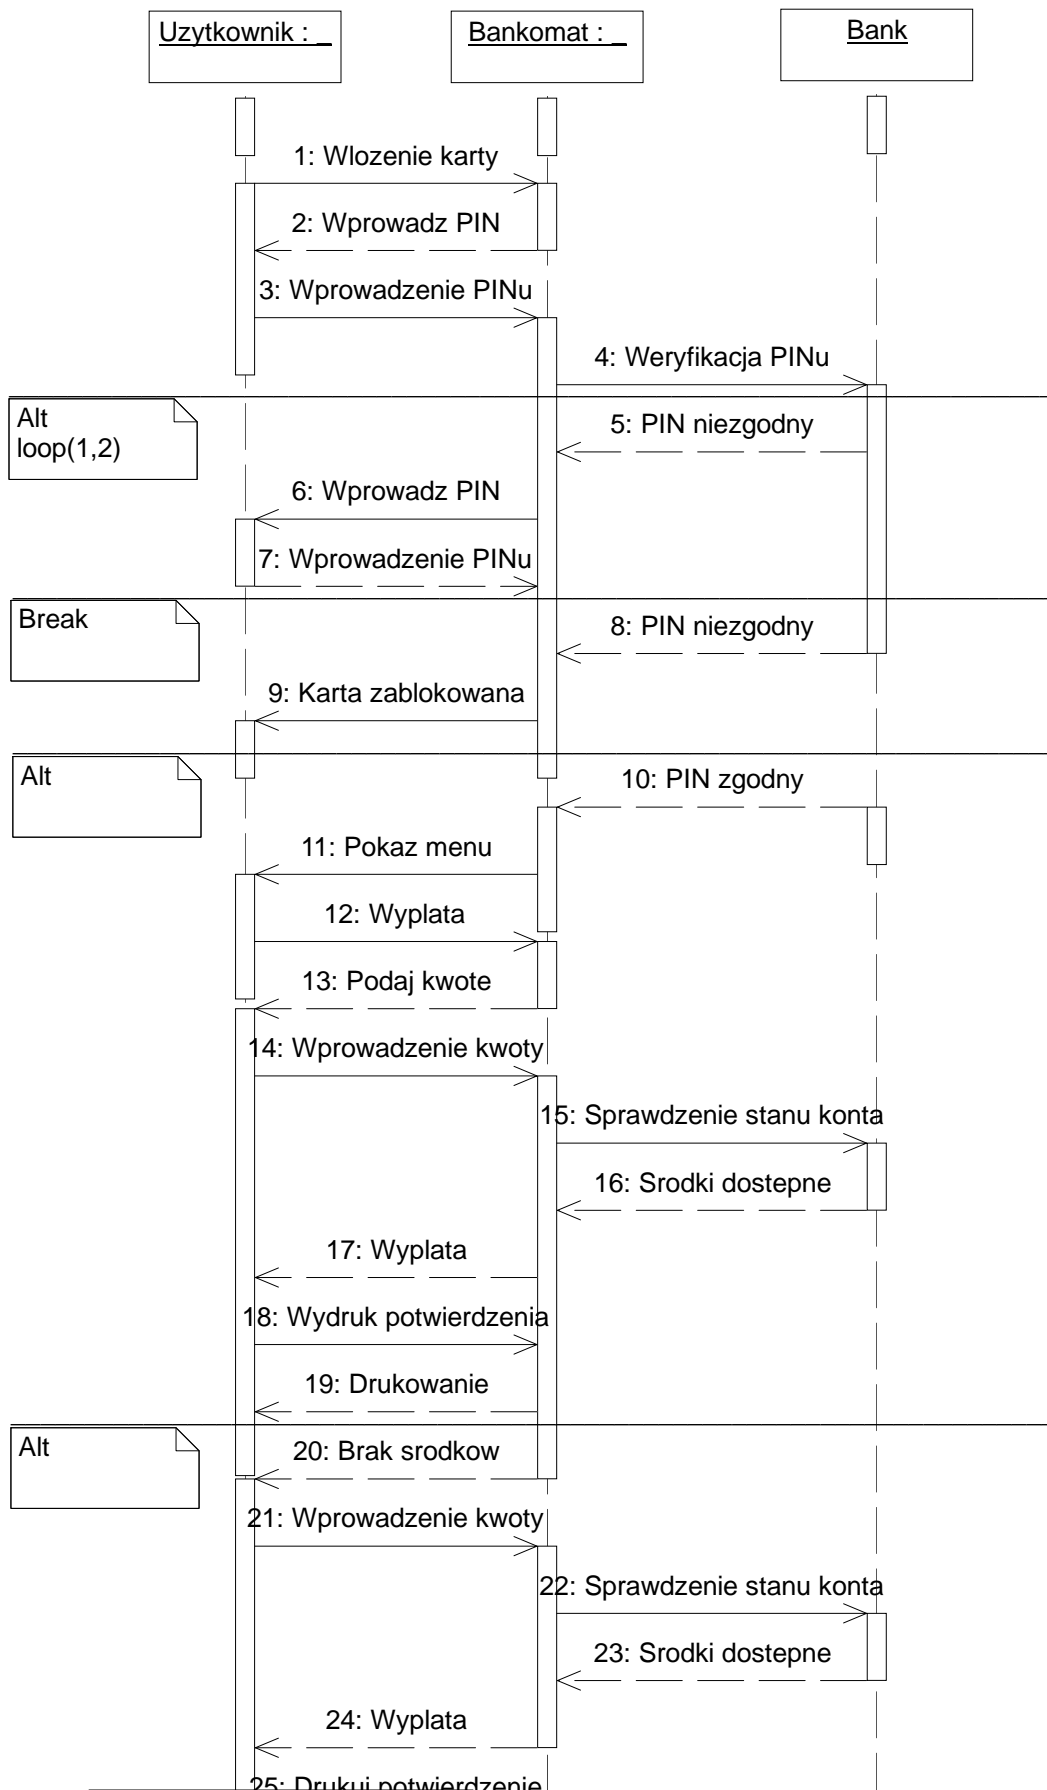 Uzytkownik : _
Bankomat : _
Bank
1: Wlozenie karty
2: Wprowadz PIN
3: Wprowadzenie PINu
4: Weryfikacja PINu
Alt
loop(1,2)
5: PIN niezgodny
6: Wprowadz PIN
7: Wprowadzenie PINu
Break
8: PIN niezgodny
9: Karta zablokowana
Alt
10: PIN zgodny
11: Pokaz menu
12: Wyplata
13: Podaj kwote
14: Wprowadzenie kwoty
15: Sprawdzenie stanu konta
16: Srodki dostepne
17: Wyplata
18: Wydruk potwierdzenia
19: Drukowanie
Alt
20: Brak srodkow
21: Wprowadzenie kwoty
22: Sprawdzenie stanu konta
23: Srodki dostepne
24: Wyplata
25: Drukuj potwierdzenie